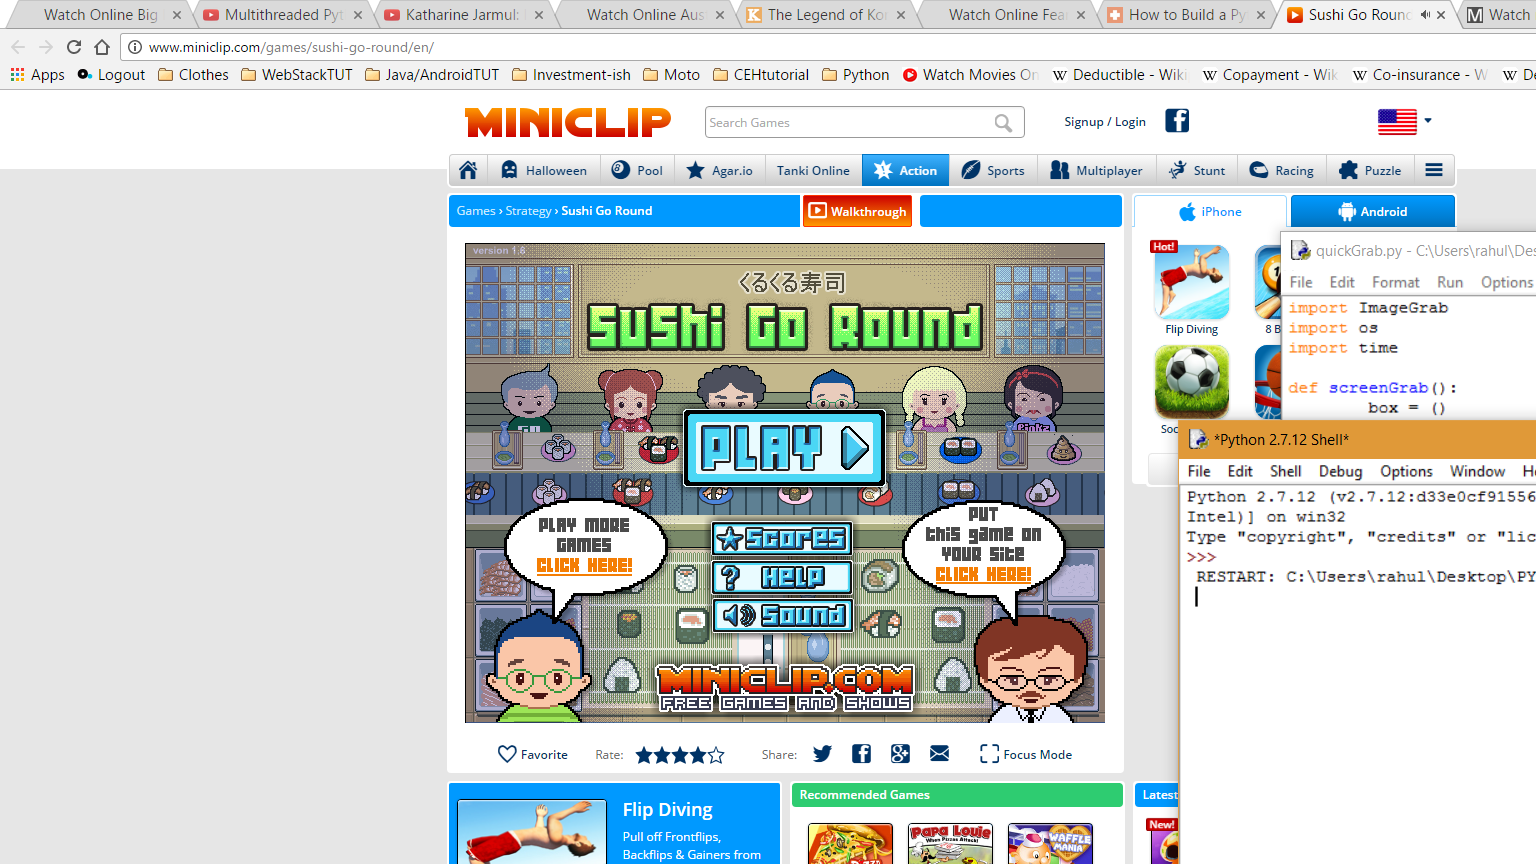 Watch Online Big
Multithreaded Pyt
Katharine Jarmul:
Watch Online Aus
The Legend of Ko
Watch Online Fea
How to Build a Py
Sushi Go Round
Watch
www.miniclip.com/games/sushi-go-round/en/
Apps Logout Clothes WebStackTUT Java/AndroidTUT Investment-ish Moto CEHtutorial Python Watch Movies On Deductible - Wiki Copayment - Wik Co-insurance - W De
MINICLIP
Search Games
Signup / Login
Halloween Pool Agar.io Tanki Online Action Sports Multiplayer Stunt Racing Puzzle
Games › Strategy › Sushi Go Round
Walkthrough
iPhone
Android
version 1.8
くるくる寿司
Sushi Go Round
PLAY
PLAY MORE
GAMES
CLICK HERE!
PUT
this game on
your site
CLICK HERE!
Scores
Help
Sound
MINICLIP.COM
FREE GAMES AND SHOWS
Hot!
Flip Diving
8 B
Soc
quickGrab.py - C:\Users\rahul\Des
File Edit Format Run Options
import ImageGrab
import os
import time
def screenGrab():
box = ()
*Python 2.7.12 Shell*
File Edit Shell Debug Options Window He
Python 2.7.12 (v2.7.12:d33e0cf91556
Intel)] on win32
Type "copyright", "credits" or "lic
>>>
RESTART: C:\Users\rahul\Desktop\PY
Favorite
Rate:
Share:
Focus Mode
Flip Diving
Pull off Frontflips,
Backflips & Gainers from
Recommended Games
Papa Louie
When Pizzas Attack!
WAFFLE
MANIA
Latest
New!